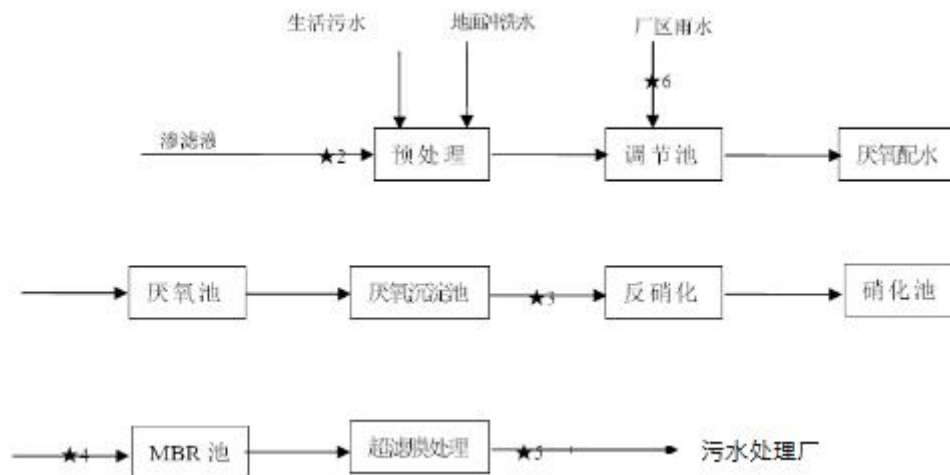 生活污水 地面冲洗水 厂区雨水
★6
渗滤液 ★2 预处理 调节池 厌氧配水
厌氧池 厌氧沉淀池 ★3 反硝化 硝化池
★4 MBR 池 超滤膜处理 ★5 污水处理厂